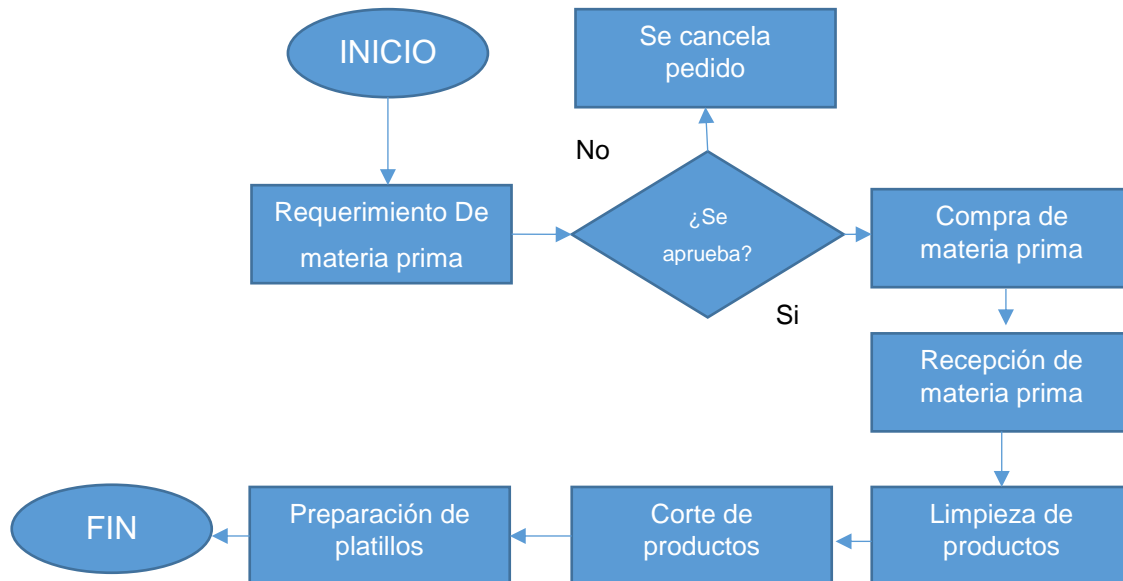 INICIO
Se cancela
pedido
No
Requerimiento De
materia prima
¿Se
aprueba?
Si
Compra de
materia prima
Recepción de
materia prima
Limpieza de
productos
Corte de
productos
Preparación de
platillos
FIN